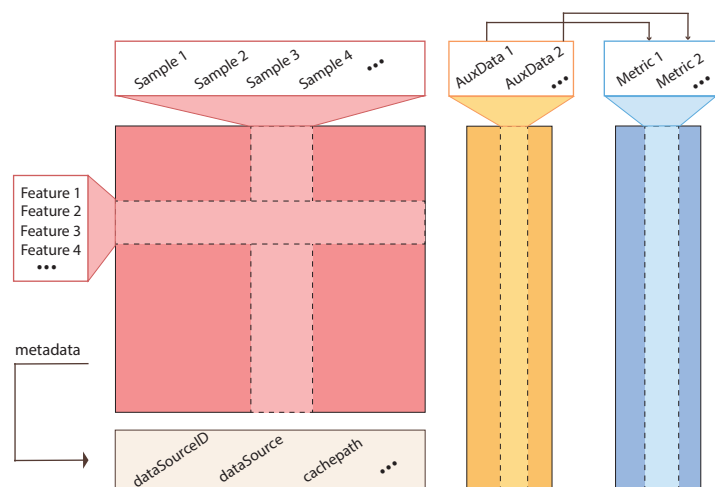 Sample 1
Sample 2
Sample 3
Sample 4
•••
AuxData 1
AuxData 2
•••
Metric 1
Metric 2
•••
Feature 1
Feature 2
Feature 3
Feature 4
•••
metadata
dataSourceID
dataSource
cachepath
•••